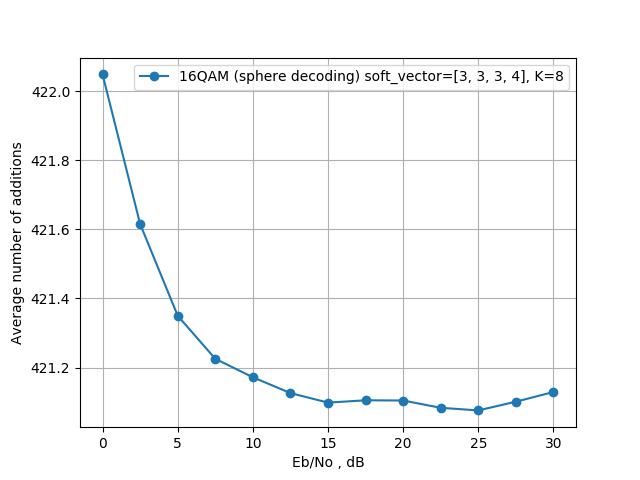 16QAM (sphere decoding) soft_vector=[3, 3, 3, 4], K=8
Average number of additions
422.0
421.8
421.6
421.4
421.2
0 5 10 15 20 25 30
Eb/No , dB